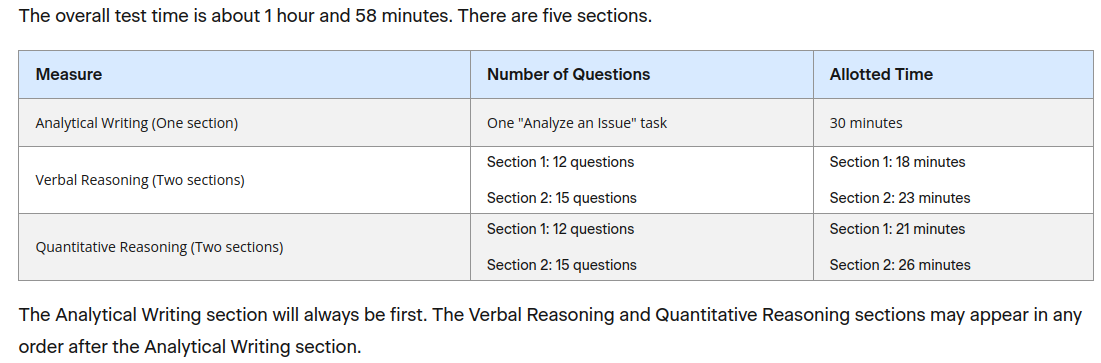 The overall test time is about 1 hour and 58 minutes. There are five sections.
Measure Number of Questions Allotted Time
Analytical Writing (One section) One "Analyze an Issue" task 30 minutes
Verbal Reasoning (Two sections) Section 1: 12 questions Section 1: 18 minutes
Section 2: 15 questions Section 2: 23 minutes
Quantitative Reasoning (Two sections) Section 1: 12 questions Section 1: 21 minutes
Section 2: 15 questions Section 2: 26 minutes
The Analytical Writing section will always be first. The Verbal Reasoning and Quantitative Reasoning sections may appear in any
order after the Analytical Writing section.